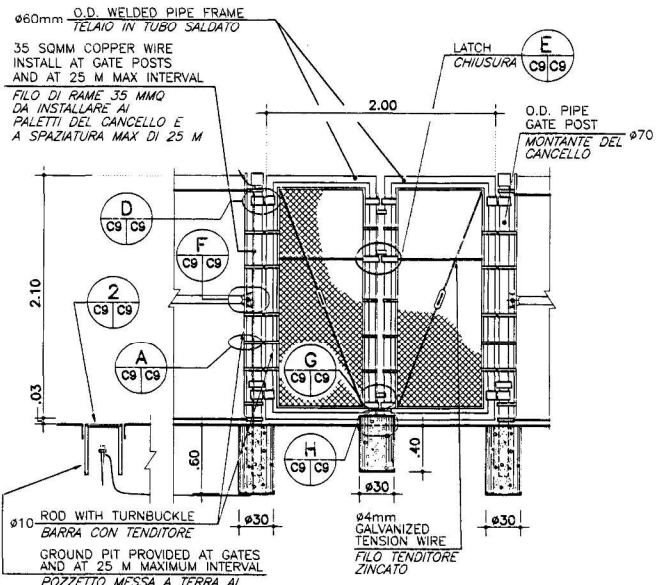 ø60mm O.D. WELDED PIPE FRAME
TELAIO IN TUBO SALDATO
35 SQMM COPPER WIRE
INSTALL AT GATE POSTS
AND AT 25 M MAX INTERVAL
FILO DI RAME 35 MMQ
DA INSTALLARE AI
PALETTI DEL CANCELLO E
A SPAZIATURA MAX DI 25 M
LATCH
CHIUSURA
E
C9 C9
2.00
O.D. PIPE
GATE POST ø70
MONTANTE DEL
CANCELLO
D
C9 C9
F
C9 C9
2.10
2
C9 C9
A
C9 C9
G
C9 C9
.03
H
C9 C9
.60
.40
ø30
ø30
ø30
ø10 ROD WITH TURNBUCKLE
BARRA CON TENDITORE
ø4mm
GALVANIZED
TENSION WIRE
FILO TENDITORE
ZINCATO
GROUND PIT PROVIDED AT GATES
AND AT 25 M MAXIMUM INTERVAL
POZZETTO MESSA A TERRA AI